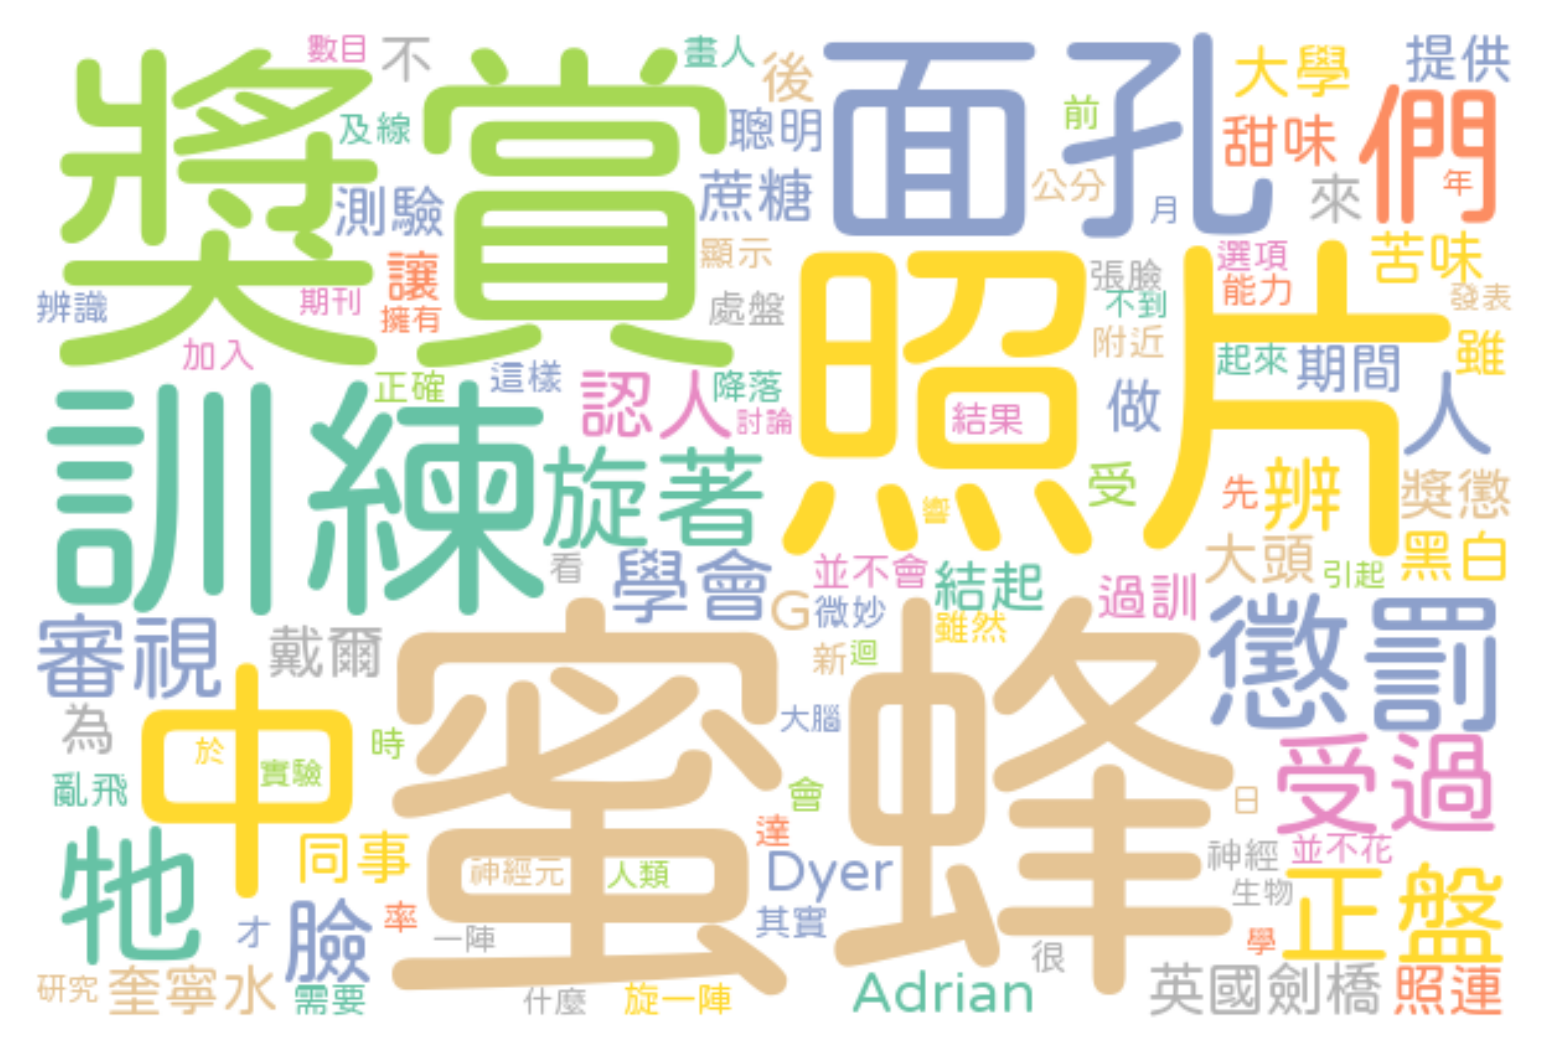 數目
不
畫人
後
面孔
大學
提供
獎賞
及線
聰明
前
甜味
們
測驗
蔗糖
公分
月
來
年
辨識
期刊
讓
擁有
顯示
處盤
照片
張臉
不到
選項
能力
苦味
發表
加入
正確
這樣
認人
降落
討論
附近
起來
期間
雖
訓練
旋著
結果
做
人
受
響
先
辨
獎懲
看
學會
並不會
結起
過訓
大頭
引起
黑白
G
微妙
雖然
審視
戴爾
蜜蜂
新
迴
懲罰
為
中
於
實驗
時
大腦
受過
亂飛
會
日
牠
同事
達
神經元
人類
Dyer
神經
並不花
生物
正
盤
才
臉
率
一陣
其實
很
學
研究
奎寧水
需要
什麼
旋一陣
Adrian
英國劍橋
照連